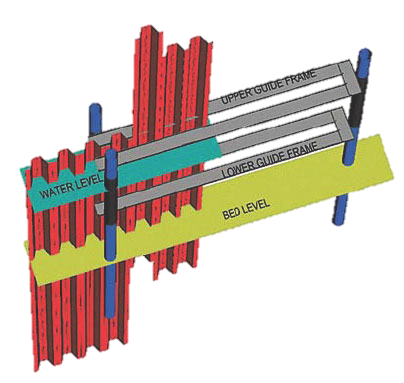 UPPER GUIDE FRAME
WATER LEVEL
LOWER GUIDE FRAME
BED LEVEL